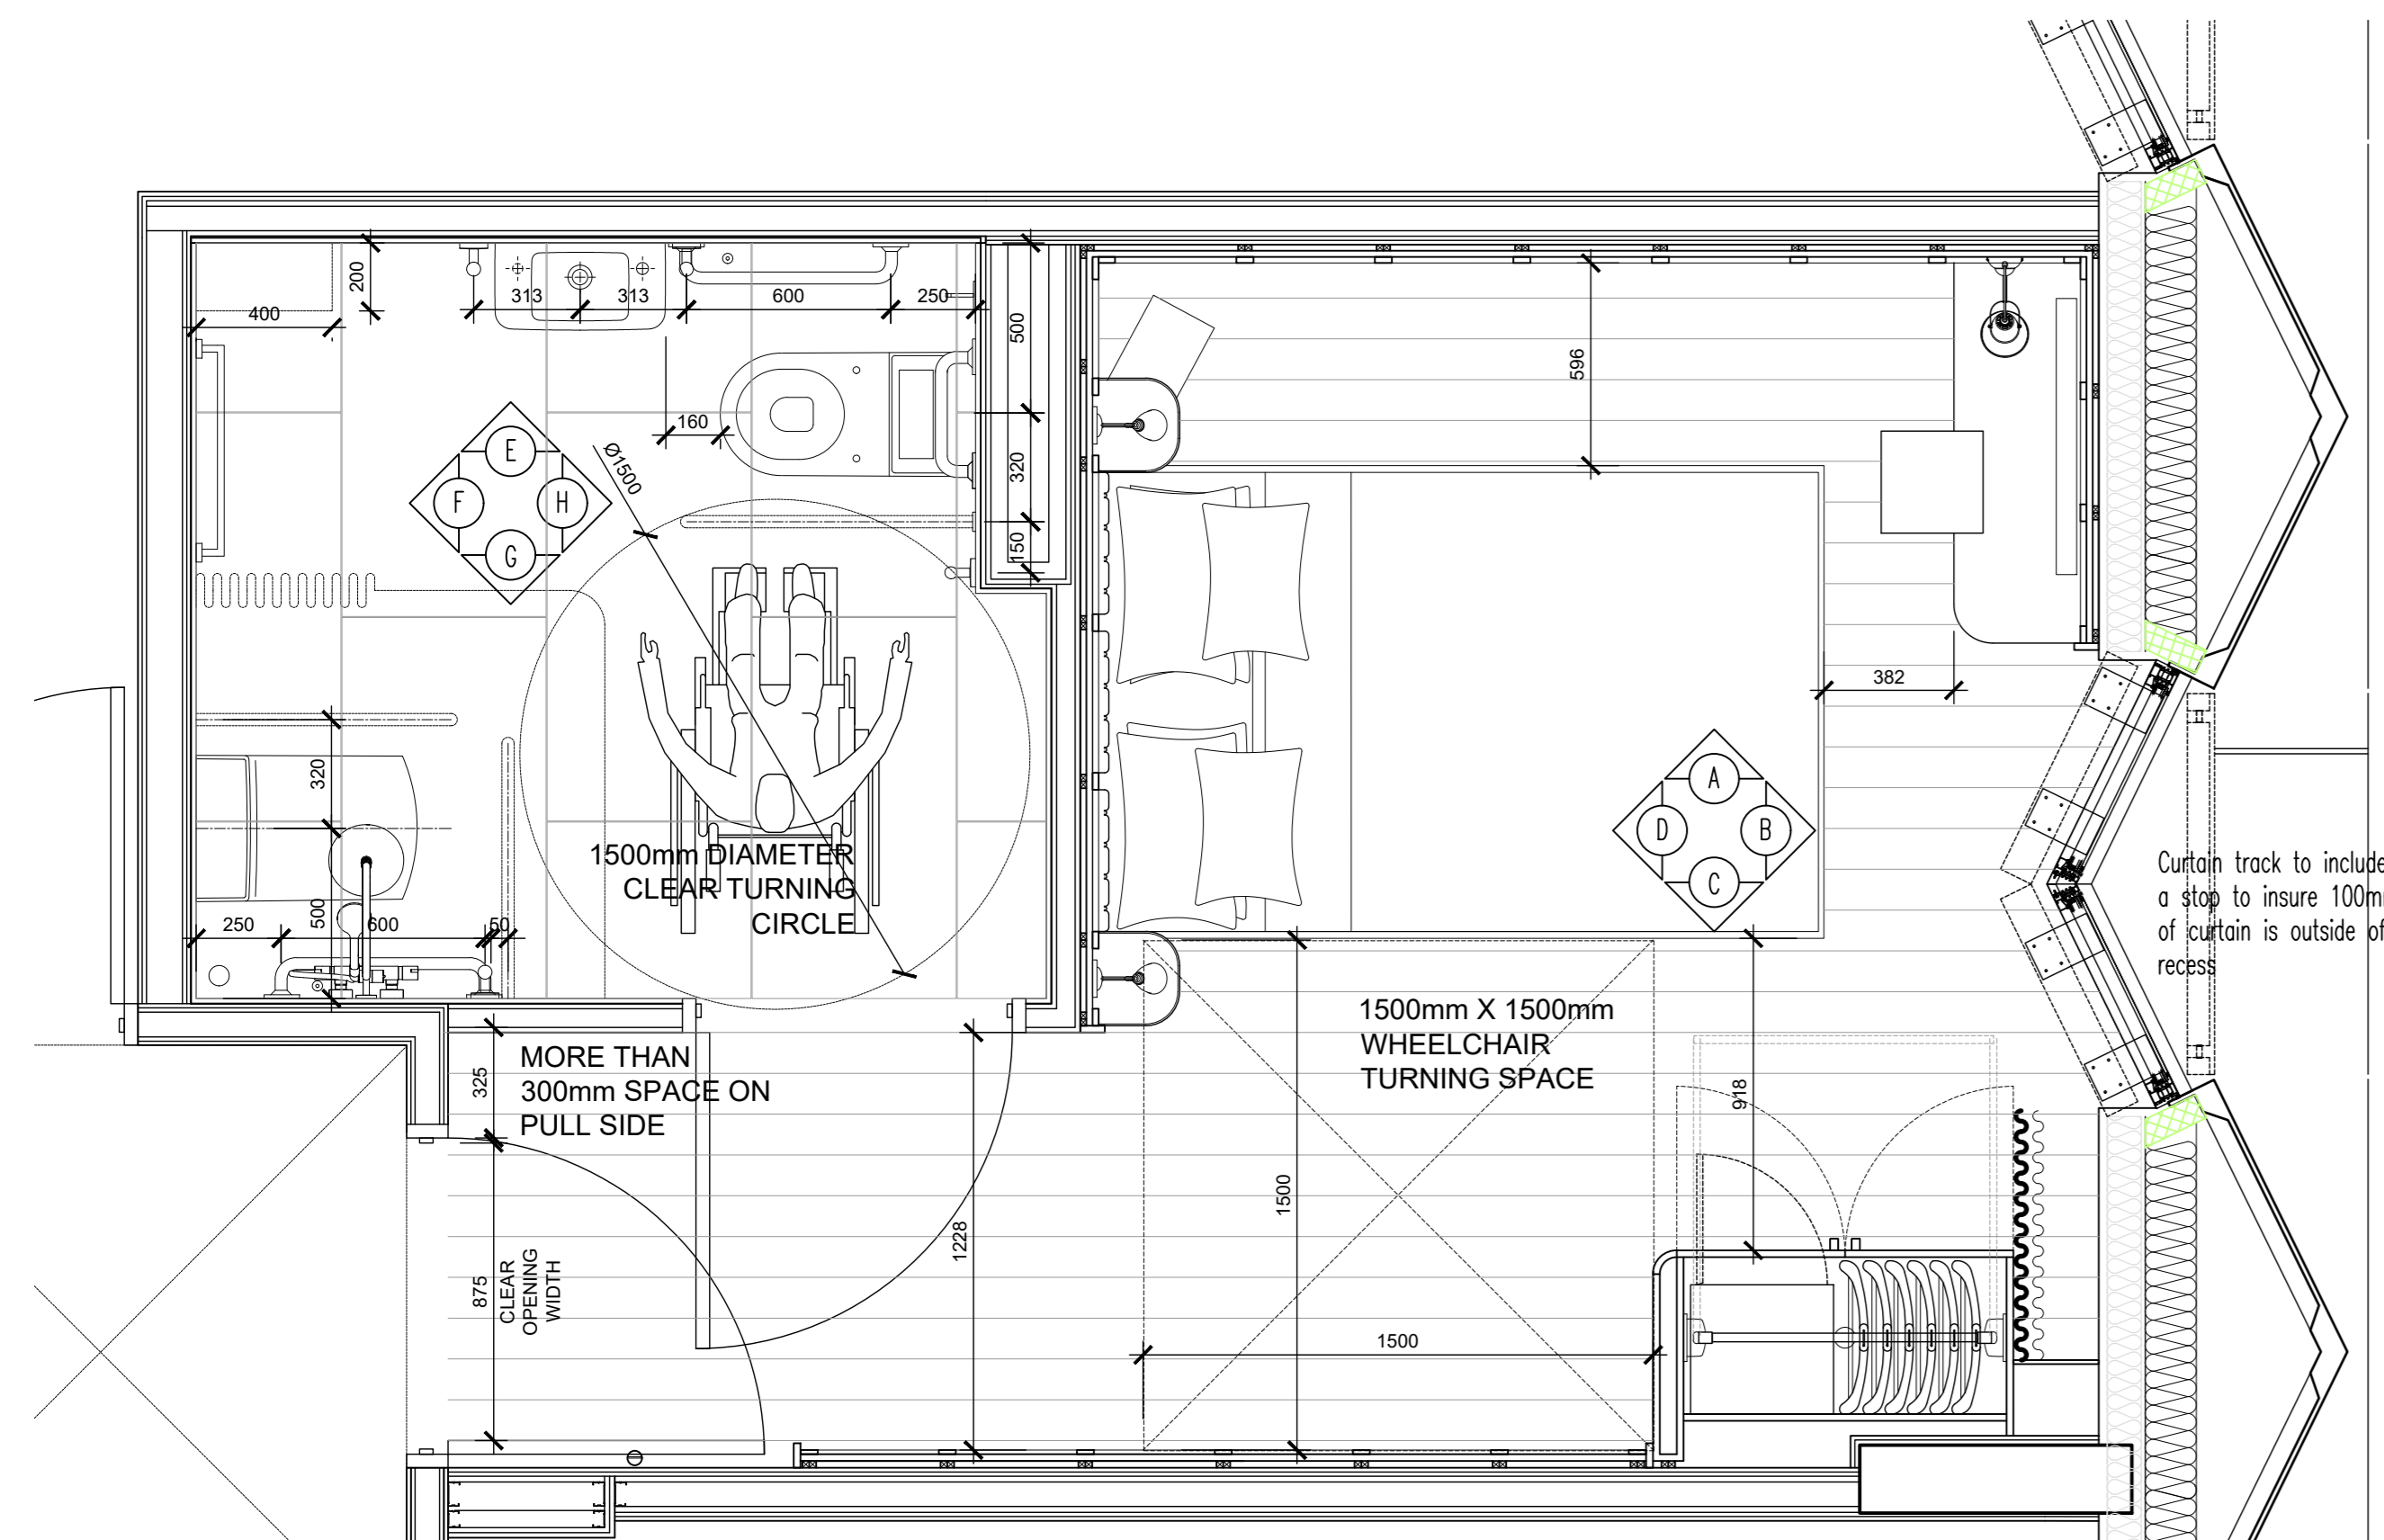 200
400
313
313
600
250
500
596
160
Ø1500
320
150
E
F
H
G
382
A
D
B
C
320
500
250
600
50
1500mm DIAMETER
CLEAR TURNING
CIRCLE
Curtain track to include
a stop to insure 100m
of curtain is outside of
recess
325
MORE THAN
300mm SPACE ON
PULL SIDE
1500mm X 1500mm
WHEELCHAIR
TURNING SPACE
918
1500
1228
875
CLEAR
OPENING
WIDTH
1500